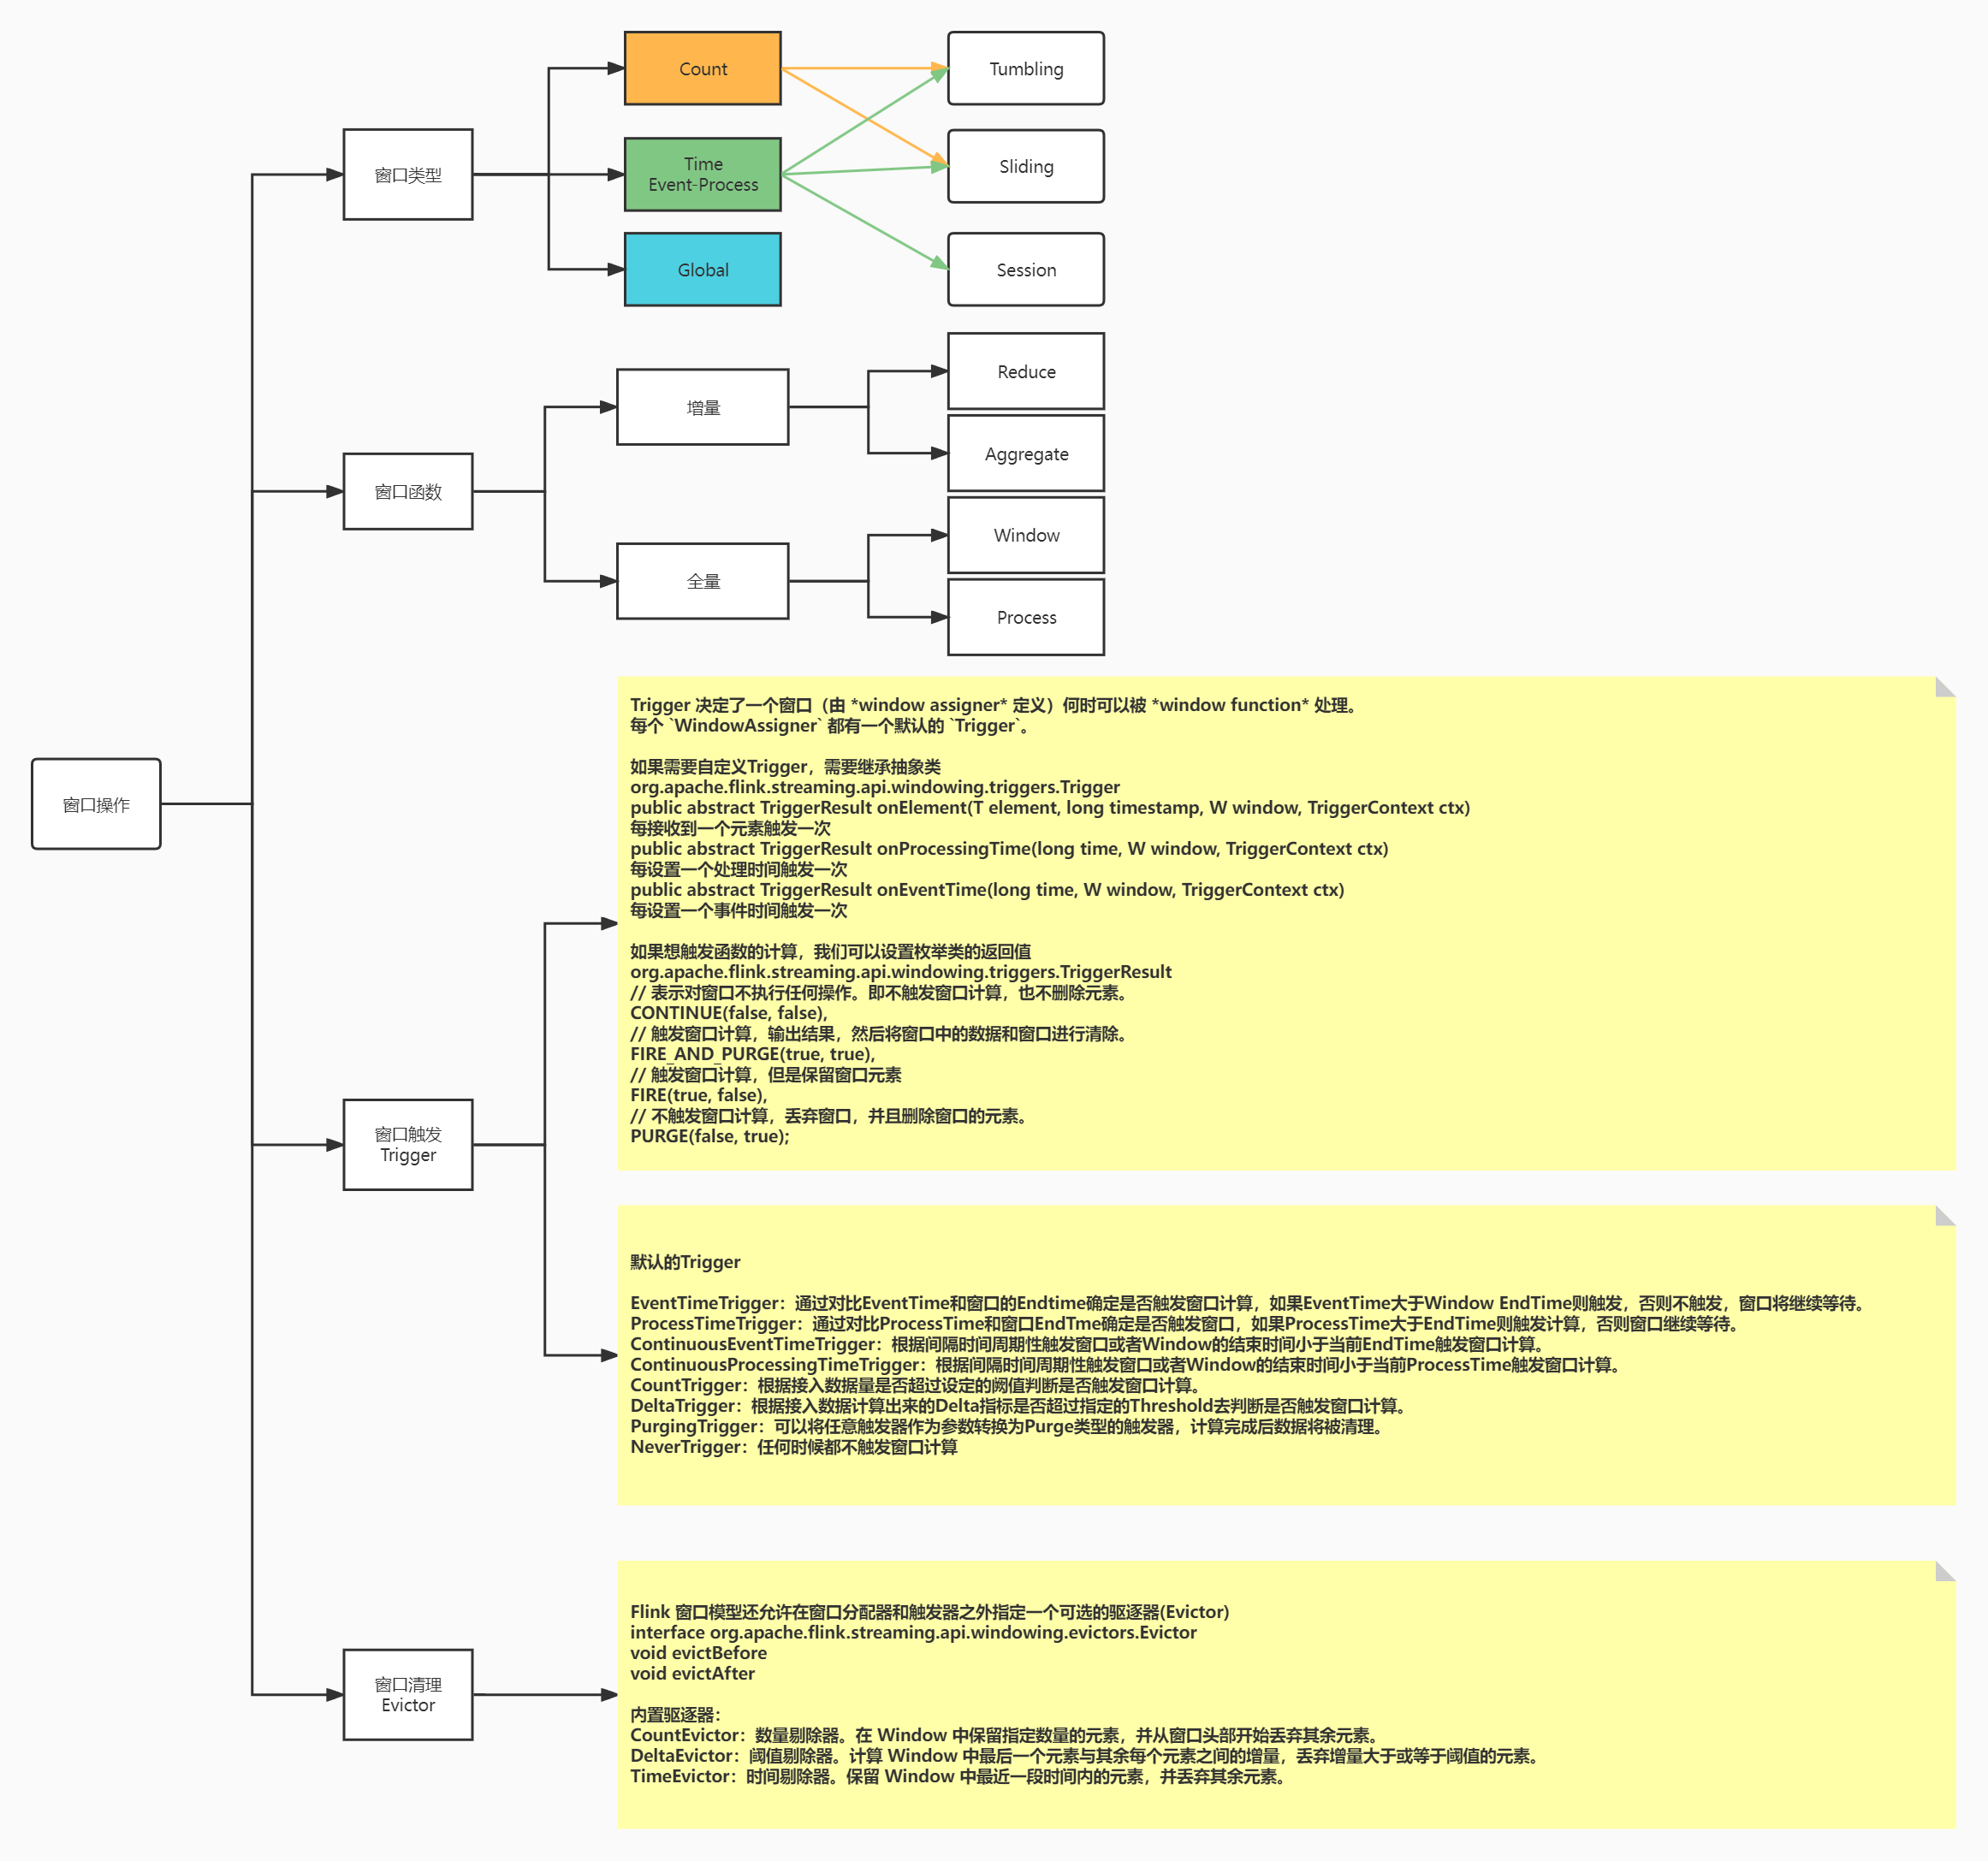 窗口操作
窗口类型
Count
Time
Event-Process
Global
Tumbling
Sliding
Session
窗口函数
增量
全量
Reduce
Aggregate
Window
Process
窗口触发
Trigger
Trigger 决定了一个窗口（由 *window assigner* 定义）何时可以被 *window function* 处理。
每个 `WindowAssigner` 都有一个默认的 `Trigger`。
如果需要自定义Trigger，需要继承抽象类
org.apache.flink.streaming.api.windowing.triggers.Trigger
public abstract TriggerResult onElement(T element, long timestamp, W window, TriggerContext ctx)
每接收到一个元素触发一次
public abstract TriggerResult onProcessingTime(long time, W window, TriggerContext ctx)
每设置一个处理时间触发一次
public abstract TriggerResult onEventTime(long time, W window, TriggerContext ctx)
每设置一个事件时间触发一次
如果想触发函数的计算，我们可以设置枚举类的返回值
org.apache.flink.streaming.api.windowing.triggers.TriggerResult
// 表示对窗口不执行任何操作。即不触发窗口计算，也不删除元素。
CONTINUE(false, false),
// 触发窗口计算，输出结果，然后将窗口中的数据和窗口进行清除。
FIRE_AND_PURGE(true, true),
// 触发窗口计算，但是保留窗口元素
FIRE(true, false),
// 不触发窗口计算，丢弃窗口，并且删除窗口的元素。
PURGE(false, true);
默认的Trigger
EventTimeTrigger：通过对比EventTime和窗口的Endtime确定是否触发窗口计算，如果EventTime大于Window EndTime则触发，否则不触发，窗口将继续等待。
ProcessTimeTrigger：通过对比ProcessTime和窗口EndTme确定是否触发窗口，如果ProcessTime大于EndTime则触发计算，否则窗口继续等待。
ContinuousEventTimeTrigger：根据间隔时间周期性触发窗口或者Window的结束时间小于当前EndTime触发窗口计算。
ContinuousProcessingTimeTrigger：根据间隔时间周期性触发窗口或者Window的结束时间小于当前ProcessTime触发窗口计算。
CountTrigger：根据接入数据量是否超过设定的阙值判断是否触发窗口计算。
DeltaTrigger：根据接入数据计算出来的Delta指标是否超过指定的Threshold去判断是否触发窗口计算。
PurgingTrigger：可以将任意触发器作为参数转换为Purge类型的触发器，计算完成后数据将被清理。
NeverTrigger：任何时候都不触发窗口计算
窗口清理
Evictor
Flink 窗口模型还允许在窗口分配器和触发器之外指定一个可选的驱逐器(Evictor)
interface org.apache.flink.streaming.api.windowing.evictors.Evictor
void evictBefore
void evictAfter
内置驱逐器：
CountEvictor：数量剔除器。在 Window 中保留指定数量的元素，并从窗口头部开始丢弃其余元素。
DeltaEvictor：阈值剔除器。计算 Window 中最后一个元素与其余每个元素之间的增量，丢弃增量大于或等于阈值的元素。
TimeEvictor：时间剔除器。保留 Window 中最近一段时间内的元素，并丢弃其余元素。